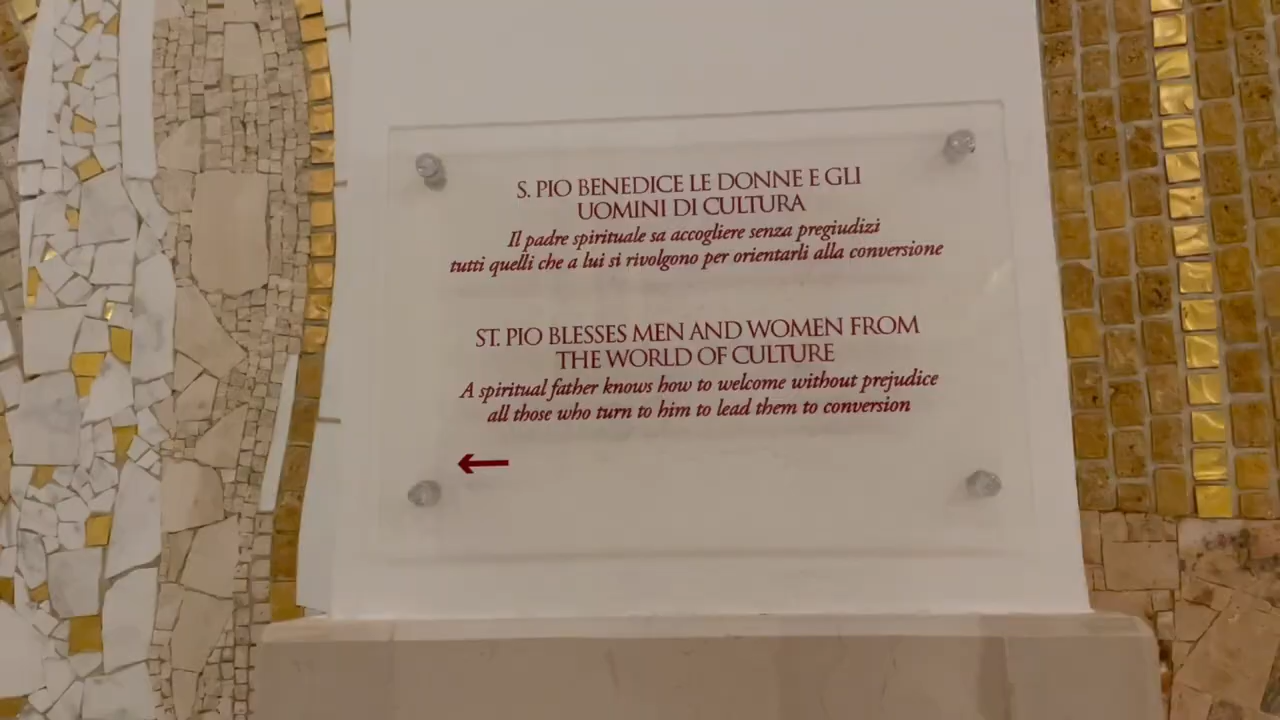 S. PIO BENEDICE LE DONNE E GLI
UOMINI DI CULTURA
Il padre spirituale sa accogliere senza pregiudizi
tutti quelli che a lui si rivolgono per orientarli alla conversione
ST. PIO BLESSES MEN AND WOMEN FROM
THE WORLD OF CULTURE
A spiritual father knows how to welcome without prejudice
all those who turn to him to lead them to conversion
←